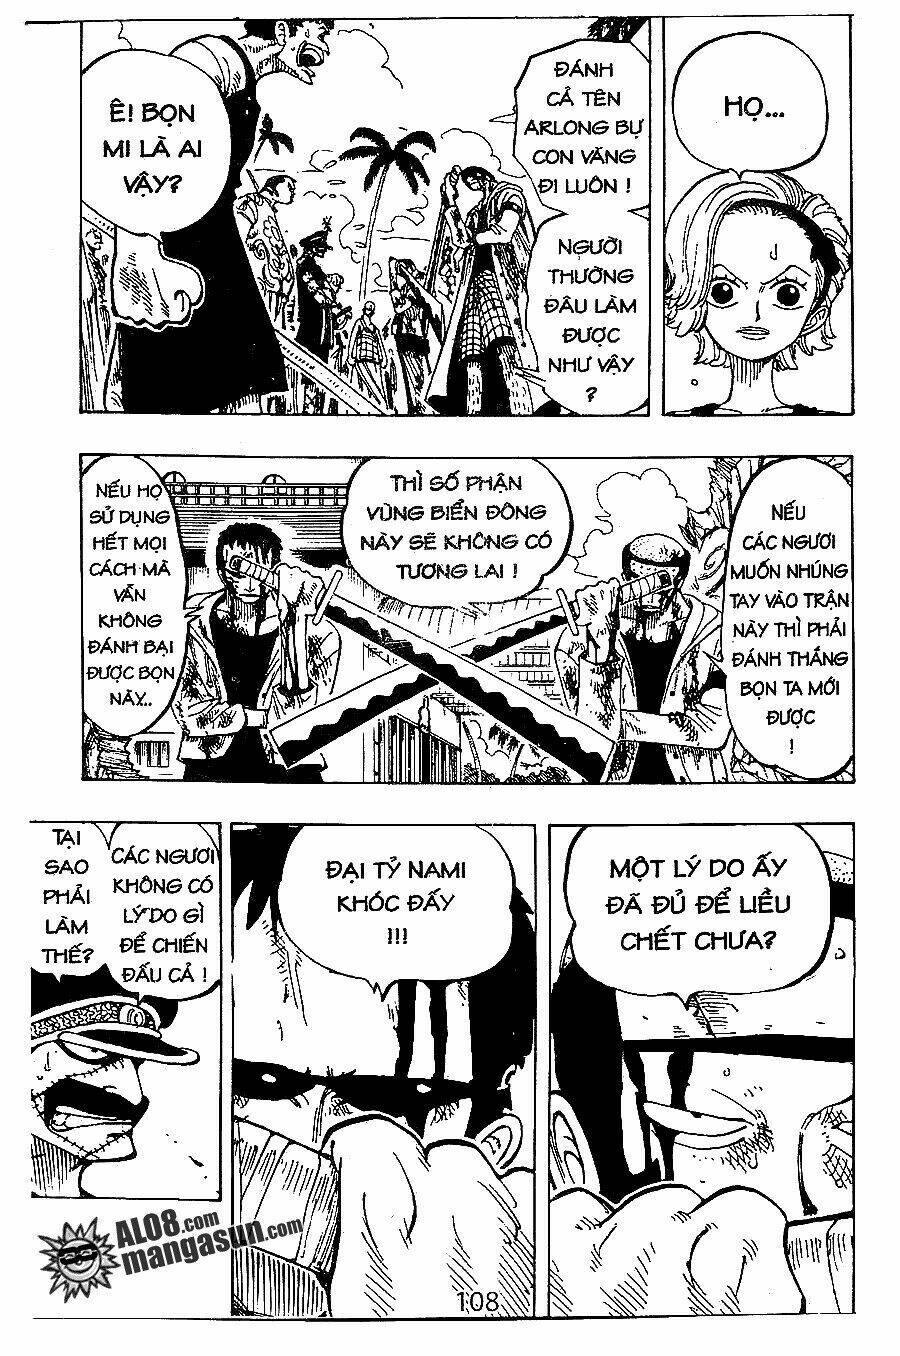 Ê! BỌN
MI LÀ AI
VẬY?
ĐÁNH
CẢ TÊN
ARLONG BỰ
CON VĂNG
ĐI LUÔN !
NGƯỜI
THƯỜNG
ĐÂU LÀM
ĐƯỢC
NHƯ VẬY
?
HỌ...
NẾU HỌ
SỬ DỤNG
HẾT MỌI
CÁCH MÀ
VẪN
KHÔNG
ĐÁNH BẠI
ĐƯỢC BỌN
NÀY..
THÌ SỐ PHẬN
VÙNG BIỂN ĐÔNG
NÀY SẼ KHÔNG CÓ
TƯƠNG LAI !
NẾU
CÁC NGƯƠI
MUỐN NHÚNG
TAY VÀO TRẬN
NÀY THÌ PHẢI
ĐÁNH THẮNG
BỌN TA MỚI
ĐƯỢC
!
TẠI
SAO
PHẢI
LÀM
THẾ?
CÁC NGƯƠI
KHÔNG CÓ
LÝ DO GÌ
ĐỂ CHIẾN
ĐẤU CẢ !
ĐẠI TỶ NAMI
KHÓC ĐẤY
!!!
MỘT LÝ DO ẤY
ĐÃ ĐỦ ĐỂ LIỀU
CHẾT CHƯA?
ALO8.com
mangasun.com
108